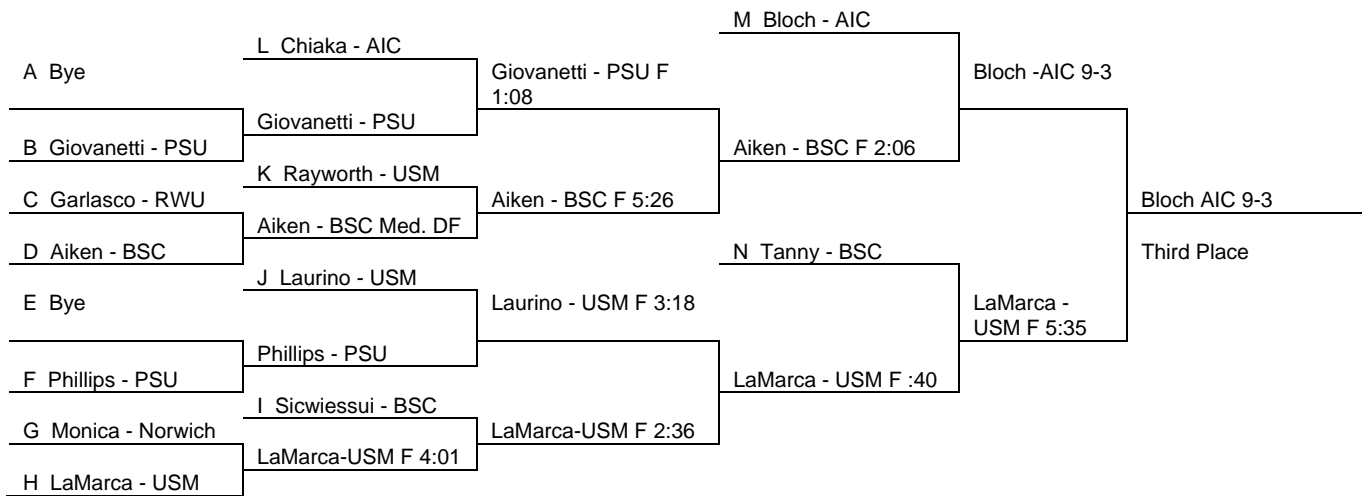 M Bloch - AIC
L Chiaka - AIC
A Bye
Giovanetti - PSU F
1:08
Bloch -AIC 9-3
Giovanetti - PSU
B Giovanetti - PSU
Aiken - BSC F 2:06
K Rayworth - USM
C Garlasco - RWU
Aiken - BSC F 5:26
Bloch AIC 9-3
Aiken - BSC Med. DF
D Aiken - BSC
N Tanny - BSC
Third Place
J Laurino - USM
E Bye
Laurino - USM F 3:18
LaMarca -
USM F 5:35
Phillips - PSU
F Phillips - PSU
LaMarca - USM F :40
I Sicwiessui - BSC
G Monica - Norwich
LaMarca-USM F 2:36
LaMarca-USM F 4:01
H LaMarca - USM